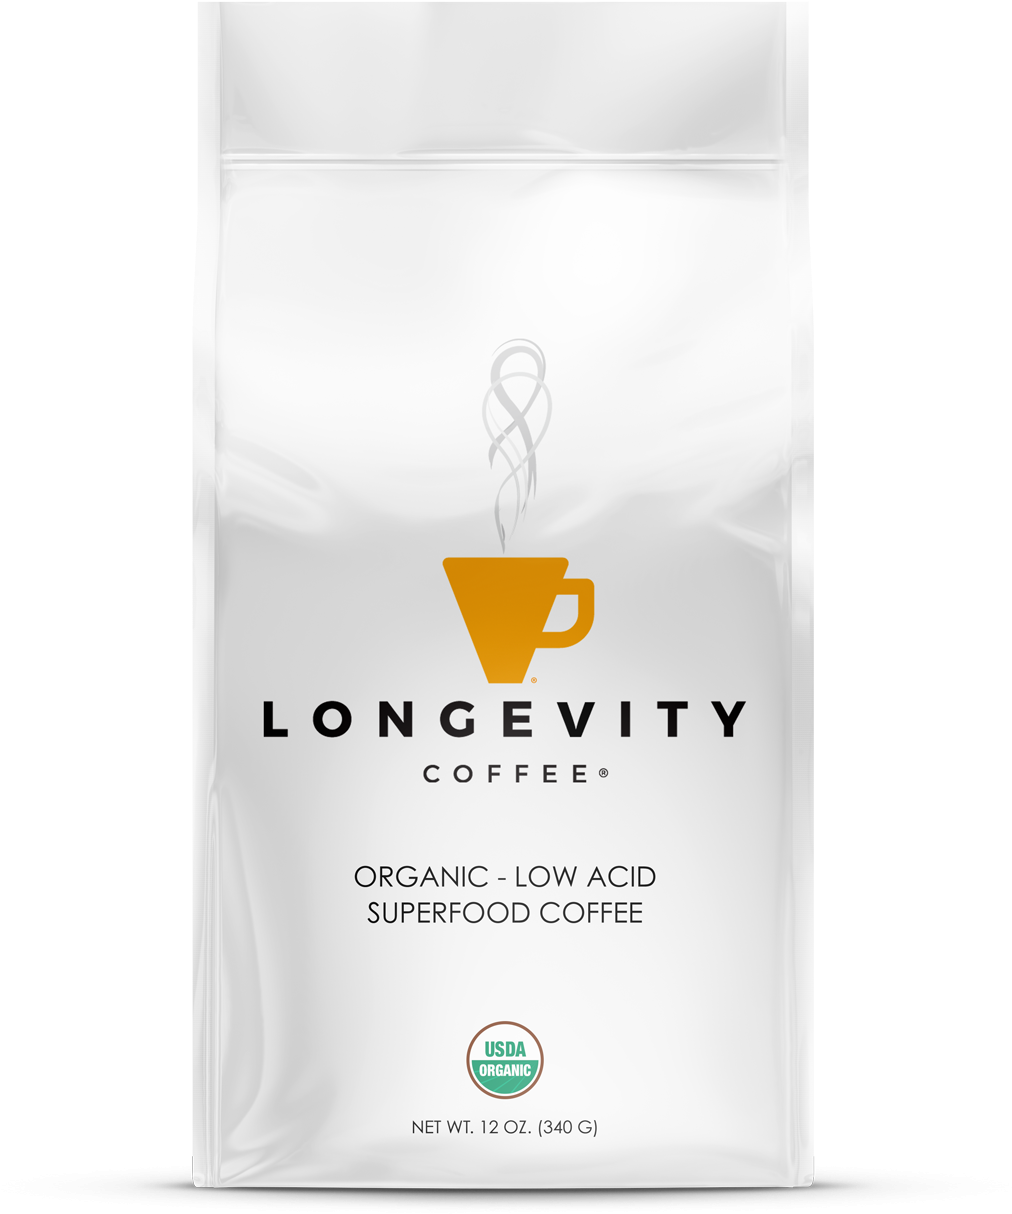 ®
LONGEVITY
COFFEE®
ORGANIC - LOW ACID
SUPERFOOD COFFEE
USDA
ORGANIC
NET WT. 12 OZ. (340 G)